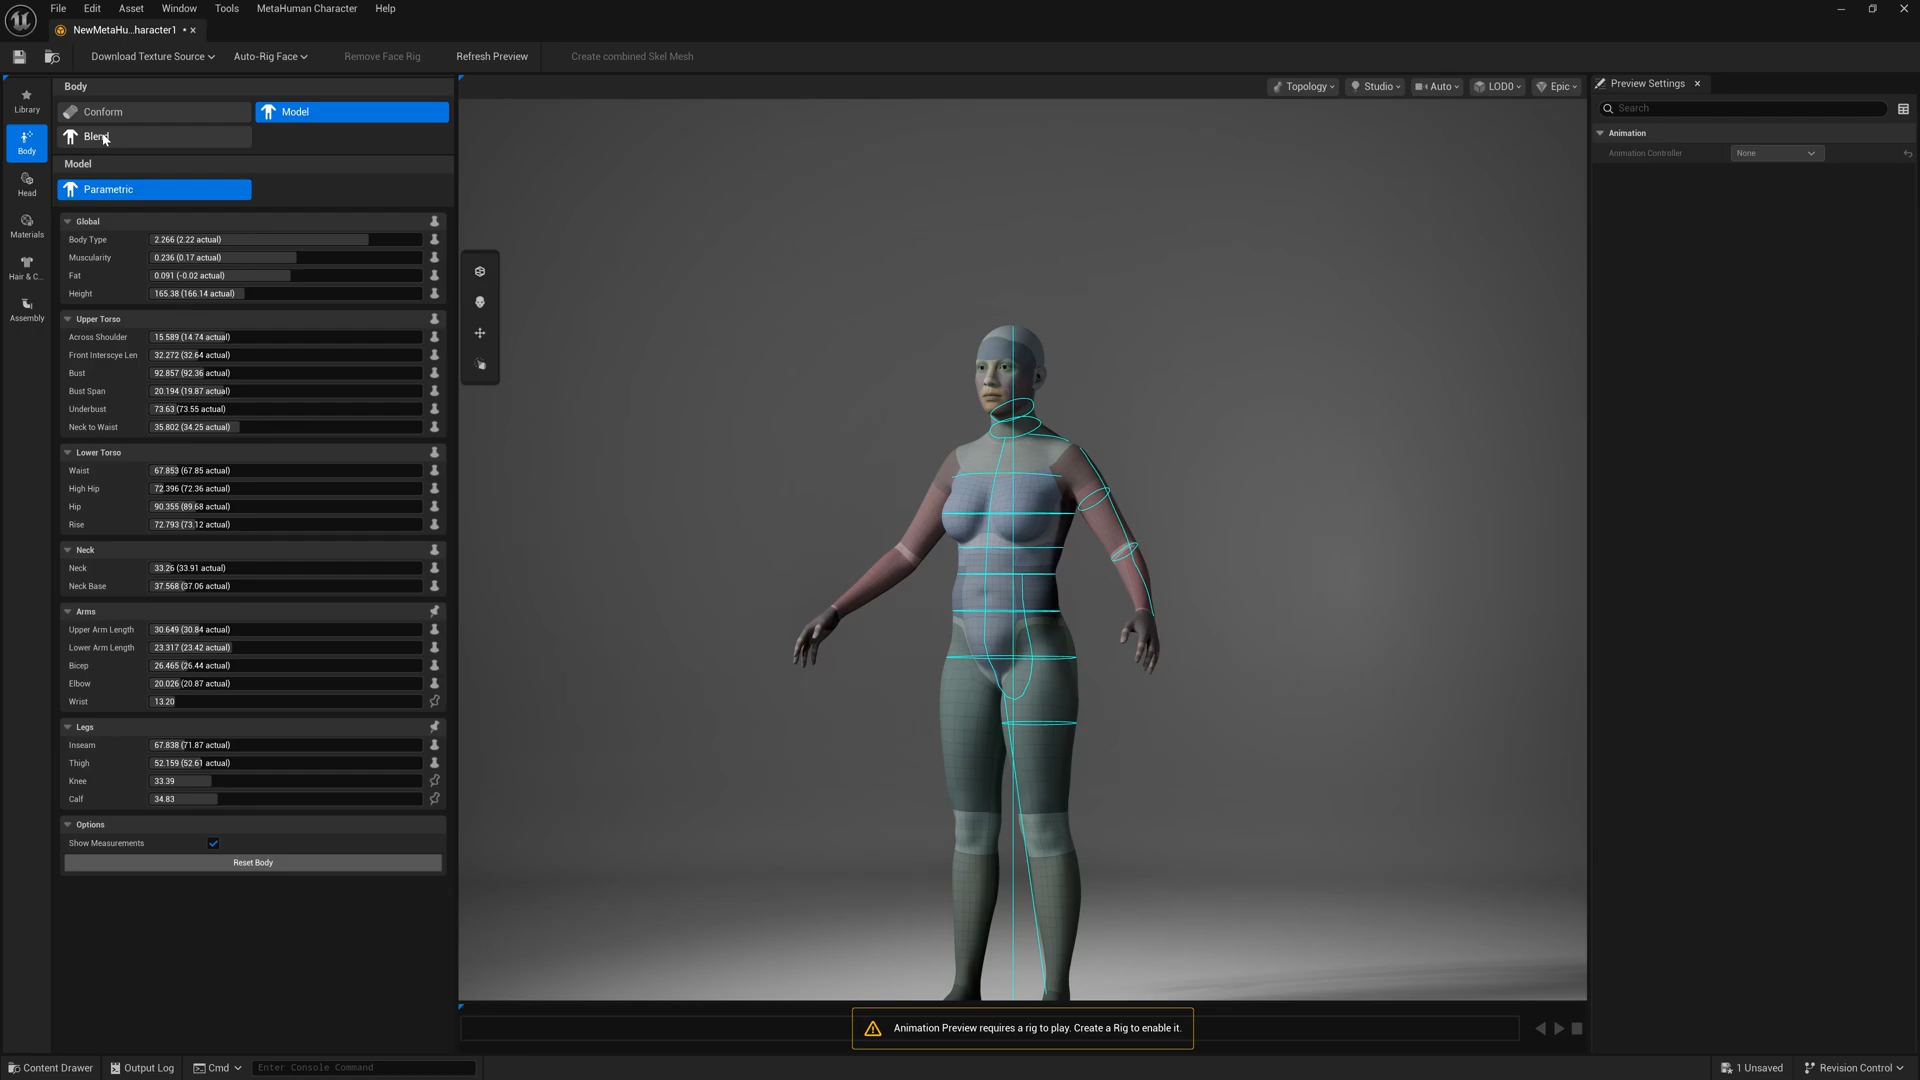 File Edit Asset Window Tools MetaHuman Character Help
NewMetaHu...haracter1 •
Download Texture Source Auto-Rig Face Remove Face Rig Refresh Preview Create combined Skel Mesh
Library
Body
Head
Materials
Hair & C...
Assembly
Body
Conform
Model
Blend
Model
Parametric
Global
Body Type 2.266 (2.22 actual)
Muscularity 0.236 (0.17 actual)
Fat 0.091 (-0.02 actual)
Height 165.38 (166.14 actual)
Upper Torso
Across Shoulder 15.589 (14.74 actual)
Front Interscye Len 32.272 (32.64 actual)
Bust 92.857 (92.36 actual)
Bust Span 20.194 (19.87 actual)
Underbust 73.63 (73.55 actual)
Neck to Waist 35.802 (34.25 actual)
Lower Torso
Waist 67.853 (67.85 actual)
High Hip 72.396 (72.36 actual)
Hip 90.355 (89.68 actual)
Rise 72.793 (73.12 actual)
Neck
Neck 33.26 (33.91 actual)
Neck Base 37.568 (37.06 actual)
Arms
Upper Arm Length 30.649 (30.84 actual)
Lower Arm Length 23.317 (23.42 actual)
Bicep 26.465 (26.44 actual)
Elbow 20.026 (20.87 actual)
Wrist 13.20
Legs
Inseam 67.838 (71.87 actual)
Thigh 52.159 (52.61 actual)
Knee 33.39
Calf 34.83
Options
Show Measurements
Reset Body
Topology Studio Auto LOD0 Epic
Animation Preview requires a rig to play. Create a Rig to enable it.
Preview Settings
Search
Animation
Animation Controller None
Content Drawer Output Log Cmd Enter Console Command 1 Unsaved Revision Control